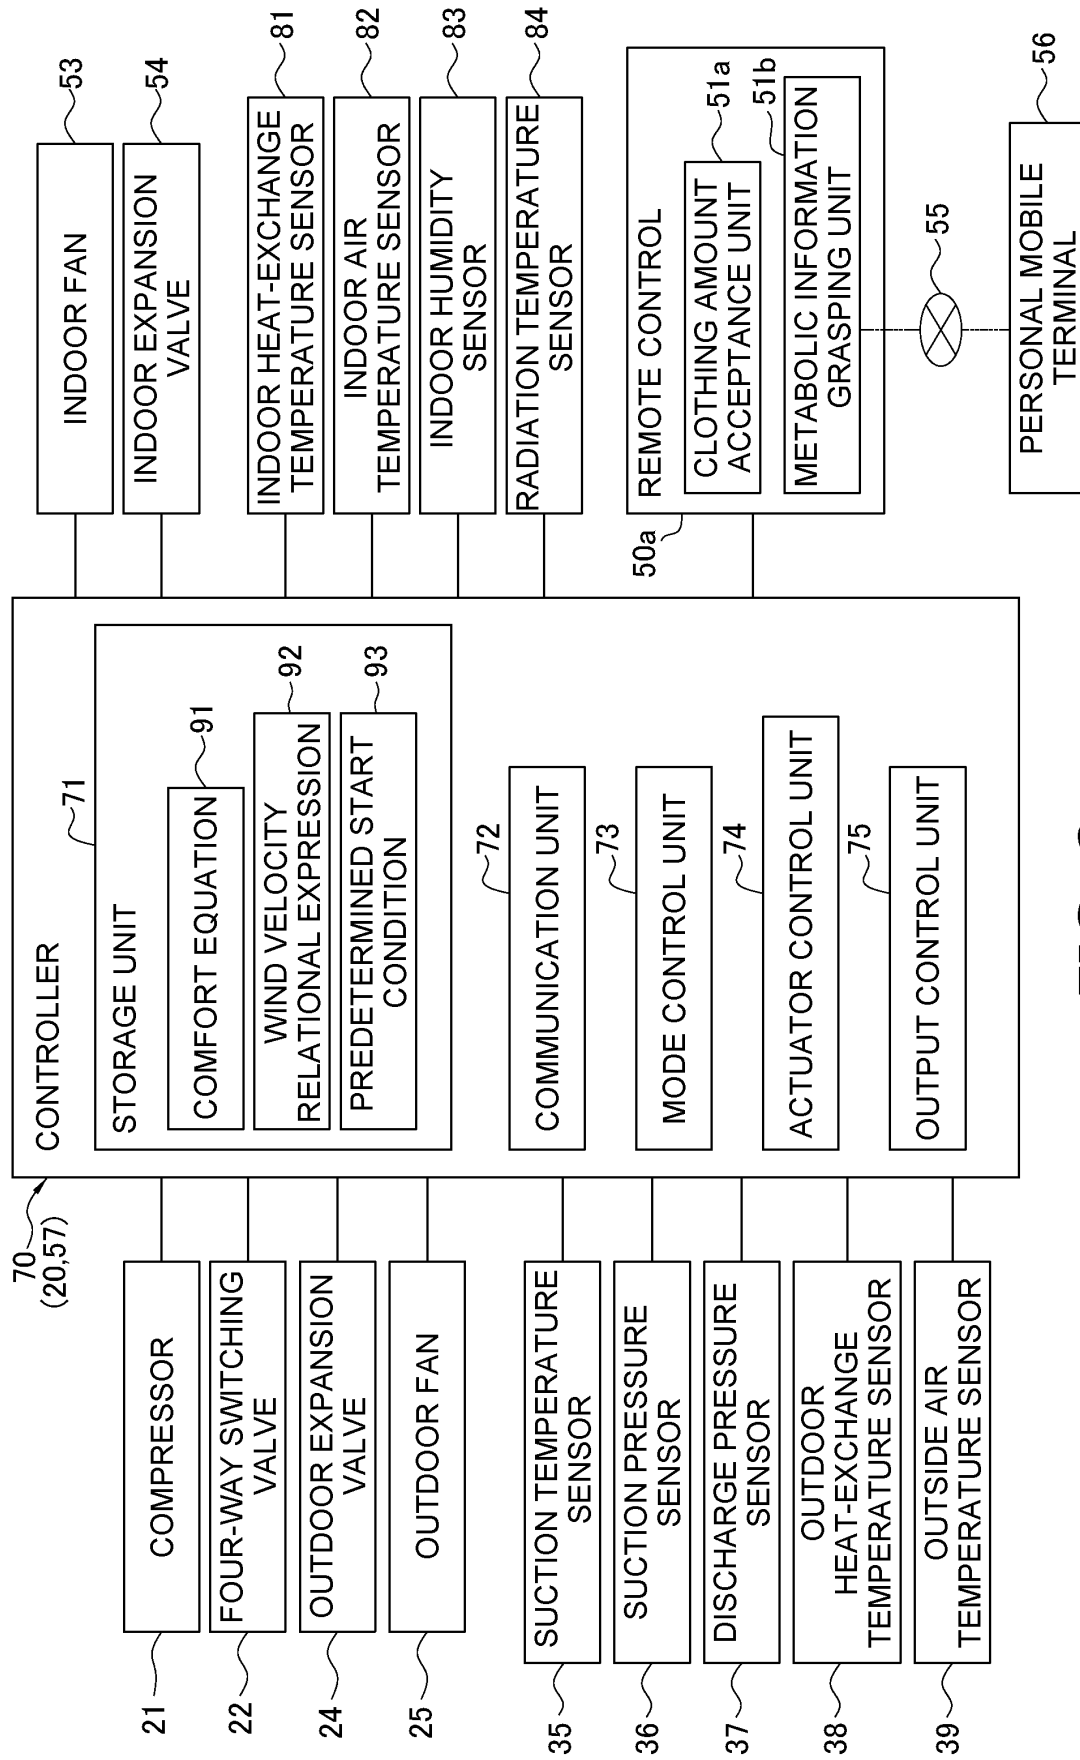 70
(20,57)
CONTROLLER
71
STORAGE UNIT
91
COMFORT EQUATION
92
WIND VELOCITY
RELATIONAL EXPRESSION
93
PREDETERMINED START
CONDITION
72
COMMUNICATION UNIT
73
MODE CONTROL UNIT
74
ACTUATOR CONTROL UNIT
75
OUTPUT CONTROL UNIT
21
COMPRESSOR
22
FOUR-WAY SWITCHING
VALVE
24
OUTDOOR EXPANSION
VALVE
25
OUTDOOR FAN
35
SUCTION TEMPERATURE
SENSOR
36
SUCTION PRESSURE
SENSOR
37
DISCHARGE PRESSURE
SENSOR
38
OUTDOOR
HEAT-EXCHANGE
TEMPERATURE SENSOR
39
OUTSIDE AIR
TEMPERATURE SENSOR
INDOOR FAN
53
INDOOR EXPANSION
VALVE
54
INDOOR HEAT-EXCHANGE
TEMPERATURE SENSOR
81
INDOOR AIR
TEMPERATURE SENSOR
82
INDOOR HUMIDITY
SENSOR
83
RADIATION TEMPERATURE
SENSOR
84
50a
REMOTE CONTROL
CLOTHING AMOUNT
ACCEPTANCE UNIT
51a
METABOLIC INFORMATION
GRASPING UNIT
51b
55
PERSONAL MOBILE
TERMINAL
56